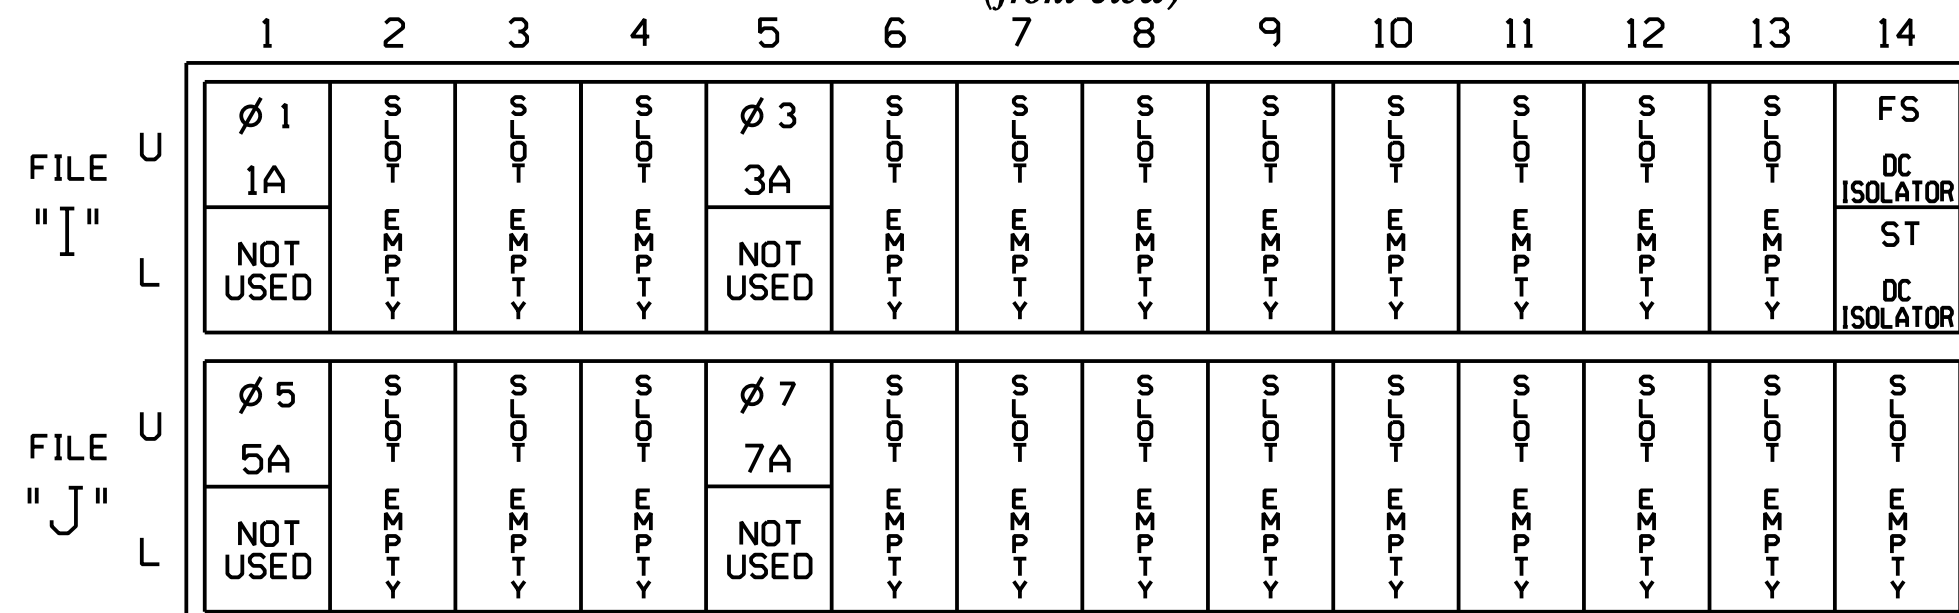 (front view)
1 2 3 4 5 6 7 8 9 10 11 12 13 14
FILE "I"
U
L
Ø 1
1A
NOT USED
SLOT EMPTY
SLOT EMPTY
SLOT EMPTY
Ø 3
3A
NOT USED
SLOT EMPTY
SLOT EMPTY
SLOT EMPTY
SLOT EMPTY
SLOT EMPTY
SLOT EMPTY
SLOT EMPTY
SLOT EMPTY
FS
DC
ISOLATOR
ST
DC
ISOLATOR
FILE "J"
U
L
Ø 5
5A
NOT USED
SLOT EMPTY
SLOT EMPTY
SLOT EMPTY
Ø 7
7A
NOT USED
SLOT EMPTY
SLOT EMPTY
SLOT EMPTY
SLOT EMPTY
SLOT EMPTY
SLOT EMPTY
SLOT EMPTY
SLOT EMPTY
SLOT EMPTY